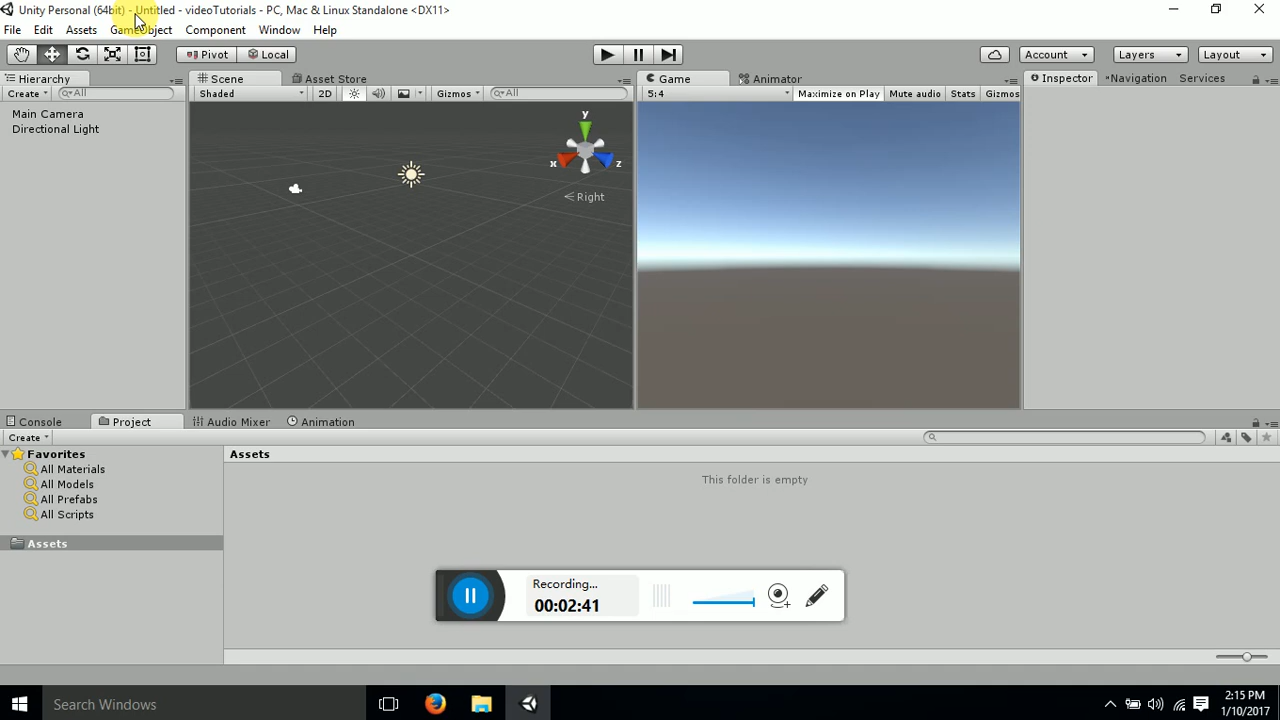 Unity Personal (64bit) - Untitled - videoTutorials - PC, Mac & Linux Standalone <DX11>
File Edit Assets GameObject Component Window Help
Pivot Local Account Layers Layout
Hierarchy Scene Asset Store Game Animator Inspector Navigation Services
Create All Shaded 2D Gizmos All 5:4 Maximize on Play Mute audio Stats Gizmos
Main Camera
Directional Light
y
x z
Right
Console Project Audio Mixer Animation
Create
Favorites Assets
All Materials
All Models
All Prefabs
All Scripts
Assets
This folder is empty
Recording...
00:02:41
Search Windows
2:15 PM
1/10/2017